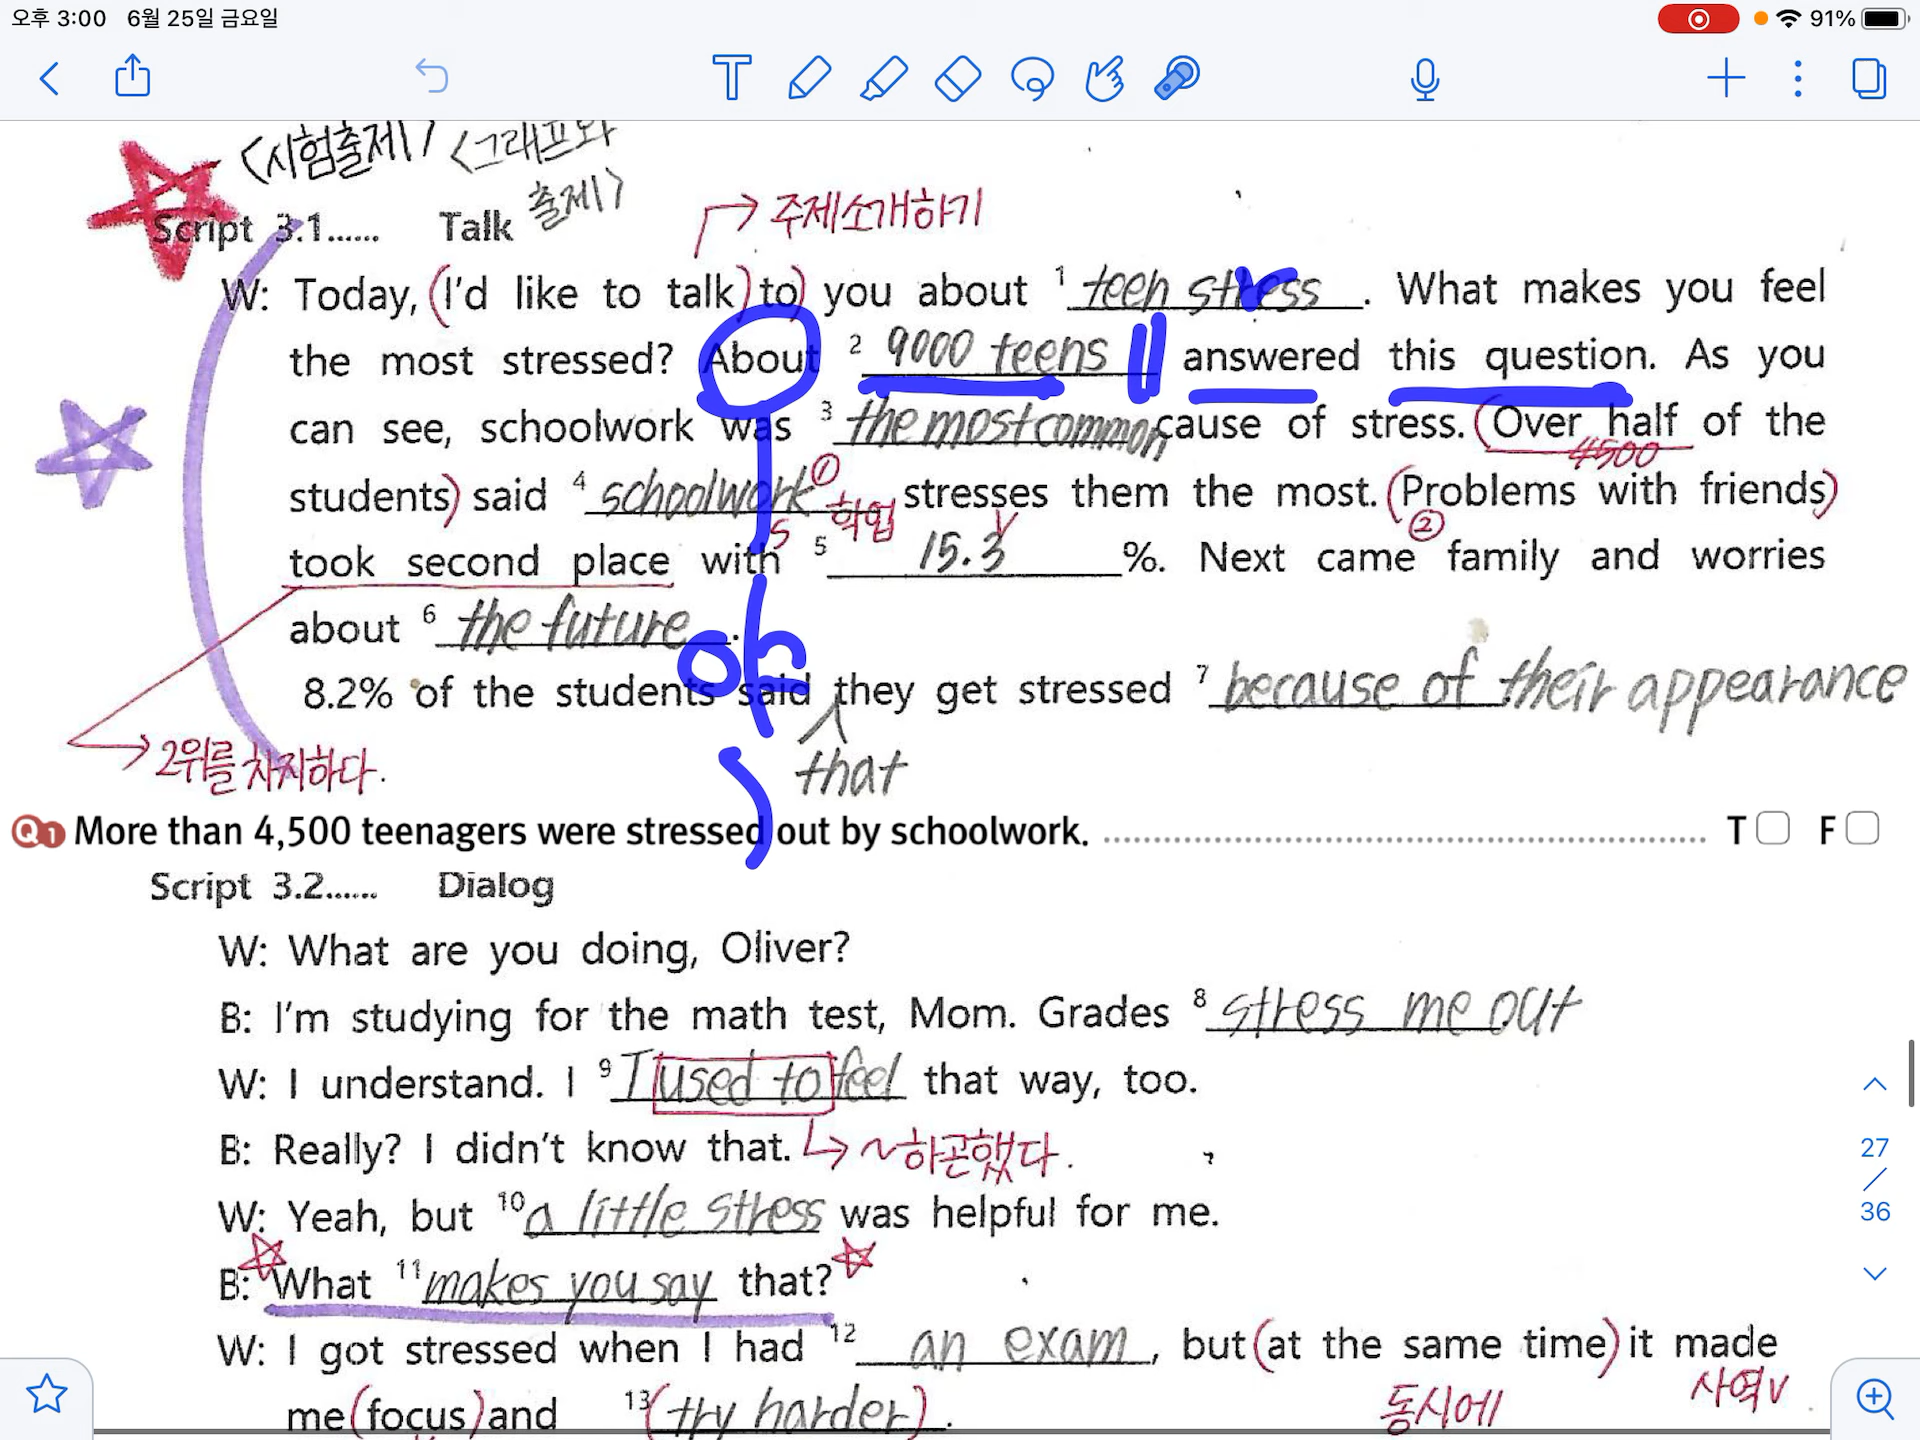 오후 3:00 6월 25일 금요일 91%
<시험출제!> <그래프와
출제!>
Script 3.1...... Talk
→ 주제소개하기
W: Today, (I'd like to talk) to) you about 1 teen stress. What makes you feel
the most stressed? About 2 9000 teens || answered this question. As you
can see, schoolwork was 3 the most common cause of stress. (Over half of the
4500
students) said 4 schoolwork ① stresses them the most. (Problems with friends)
S 학업 V ②
took second place with 5 15.3 %. Next came family and worries
about 6 the future.
8.2% of the students said they get stressed 7 because of their appearance
→ 2위를 차지하다.
that
Q1 More than 4,500 teenagers were stressed out by schoolwork. T F
Script 3.2...... Dialog
W: What are you doing, Oliver?
B: I'm studying for the math test, Mom. Grades 8 stress me out
W: I understand. I 9 I used to feel that way, too.
B: Really? I didn't know that. ↳ ~하곤했다.
W: Yeah, but 10 a little stress was helpful for me.
B: What 11 makes you say that?
W: I got stressed when I had 12 an exam, but (at the same time) it made
동시에 사역v
me (focus) and 13 (try harder).
27
/
36